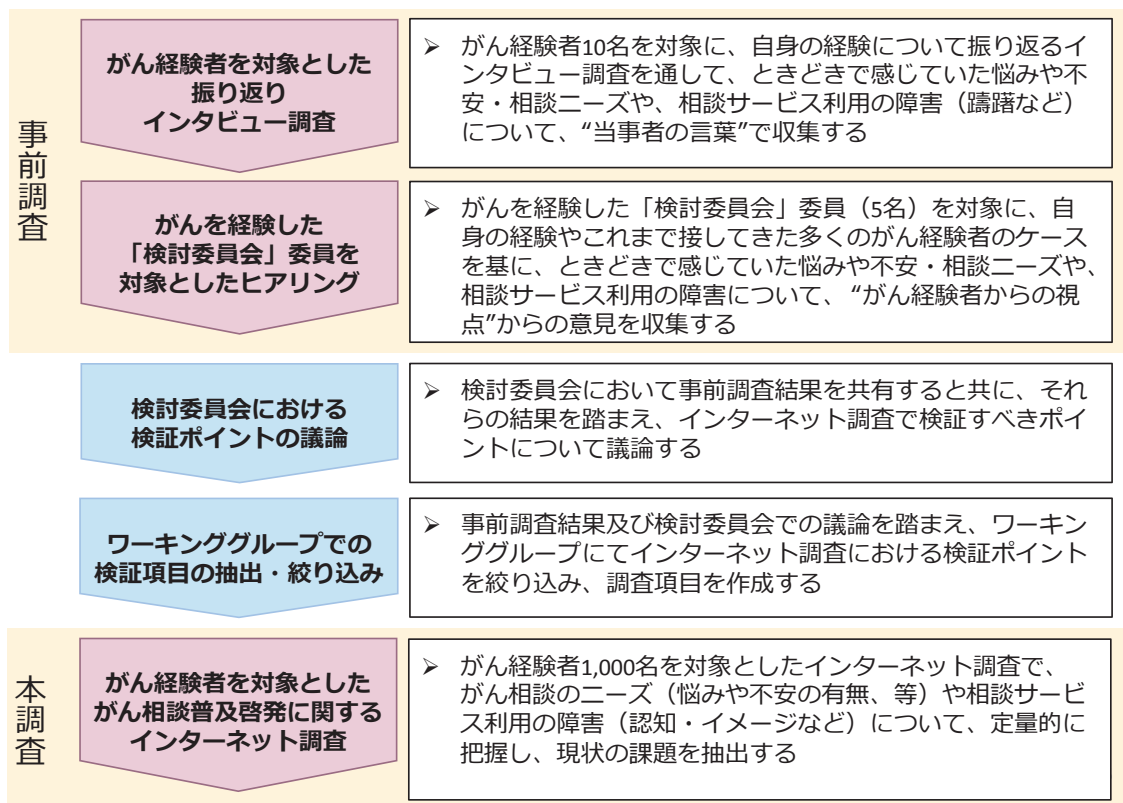 事前調査
がん経験者を対象とした
振り返り
インタビュー調査
➢ がん経験者10名を対象に、自身の経験について振り返るイ
ンタビュー調査を通して、ときどきで感じていた悩みや不
安・相談ニーズや、相談サービス利用の障害（躊躇など）
について、“当事者の言葉”で収集する
がんを経験した
「検討委員会」委員を
対象としたヒアリング
➢ がんを経験した「検討委員会」委員（5名）を対象に、自
身の経験やこれまで接してきた多くのがん経験者のケース
を基に、ときどきで感じていた悩みや不安・相談ニーズや、
相談サービス利用の障害について、“がん経験者からの視
点”からの意見を収集する
検討委員会における
検証ポイントの議論
➢ 検討委員会において事前調査結果を共有すると共に、それ
らの結果を踏まえ、インターネット調査で検証すべきポイ
ントについて議論する
ワーキンググループでの
検証項目の抽出・絞り込み
➢ 事前調査結果及び検討委員会での議論を踏まえ、ワーキン
ググループにてインターネット調査における検証ポイント
を絞り込み、調査項目を作成する
本調査
がん経験者を対象とした
がん相談普及啓発に関する
インターネット調査
➢ がん経験者1,000名を対象としたインターネット調査で、
がん相談のニーズ（悩みや不安の有無、等）や相談サービ
ス利用の障害（認知・イメージなど）について、定量的に
把握し、現状の課題を抽出する